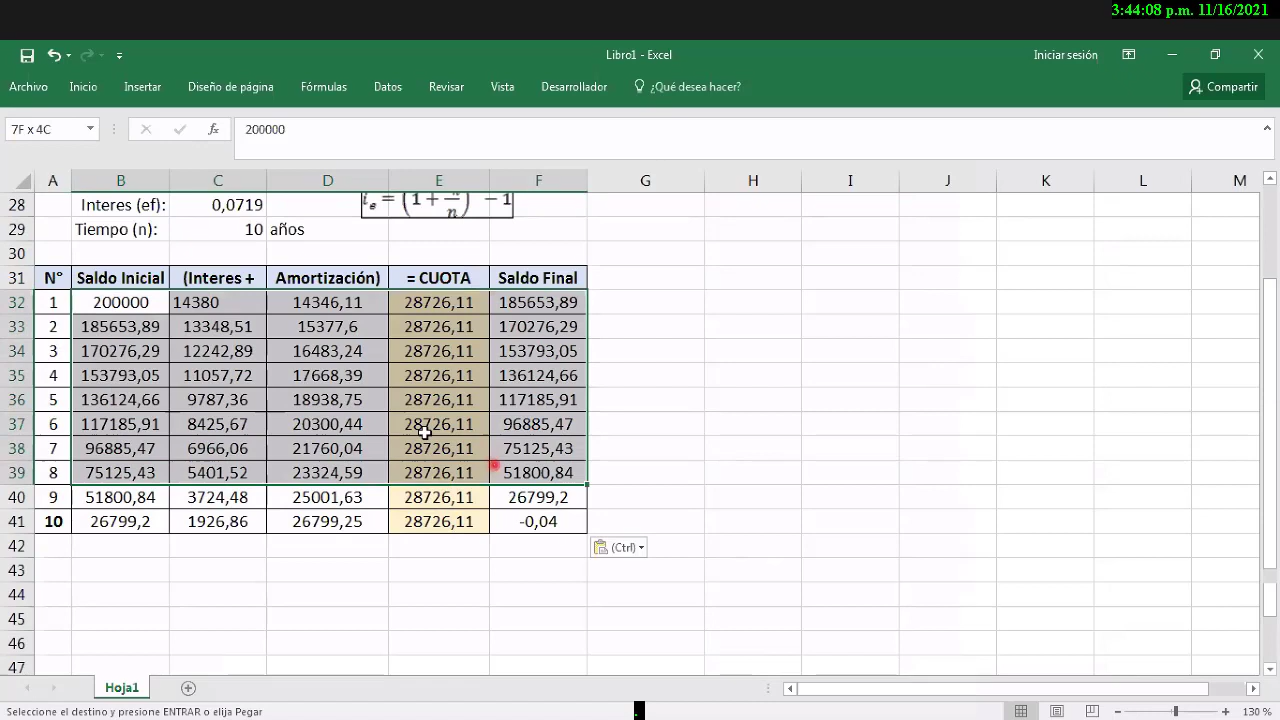 3:44:08 p.m. 11/16/2021
Libro1 - Excel
Iniciar sesión
Archivo Inicio Insertar Diseño de página Fórmulas Datos Revisar Vista Desarrollador ¿Qué desea hacer? Compartir
7F x 4C fx 200000
A B C D E F G H I J K L M
28 Interes (ef): 0,0719
29 Tiempo (n): 10 años
30
31 N° Saldo Inicial (Interes + Amortización) = CUOTA Saldo Final
32 1 200000 14380 14346,11 28726,11 185653,89
33 2 185653,89 13348,51 15377,6 28726,11 170276,29
34 3 170276,29 12242,89 16483,24 28726,11 153793,05
35 4 153793,05 11057,72 17668,39 28726,11 136124,66
36 5 136124,66 9787,36 18938,75 28726,11 117185,91
37 6 117185,91 8425,67 20300,44 28726,11 96885,47
38 7 96885,47 6966,06 21760,04 28726,11 75125,43
39 8 75125,43 5401,52 23324,59 28726,11 51800,84
40 9 51800,84 3724,48 25001,63 28726,11 26799,2
41 10 26799,2 1926,86 26799,25 28726,11 -0,04
42 (Ctrl)
43
44
45
46
47
Hoja1
Seleccione el destino y presione ENTRAR o elija Pegar 130 %